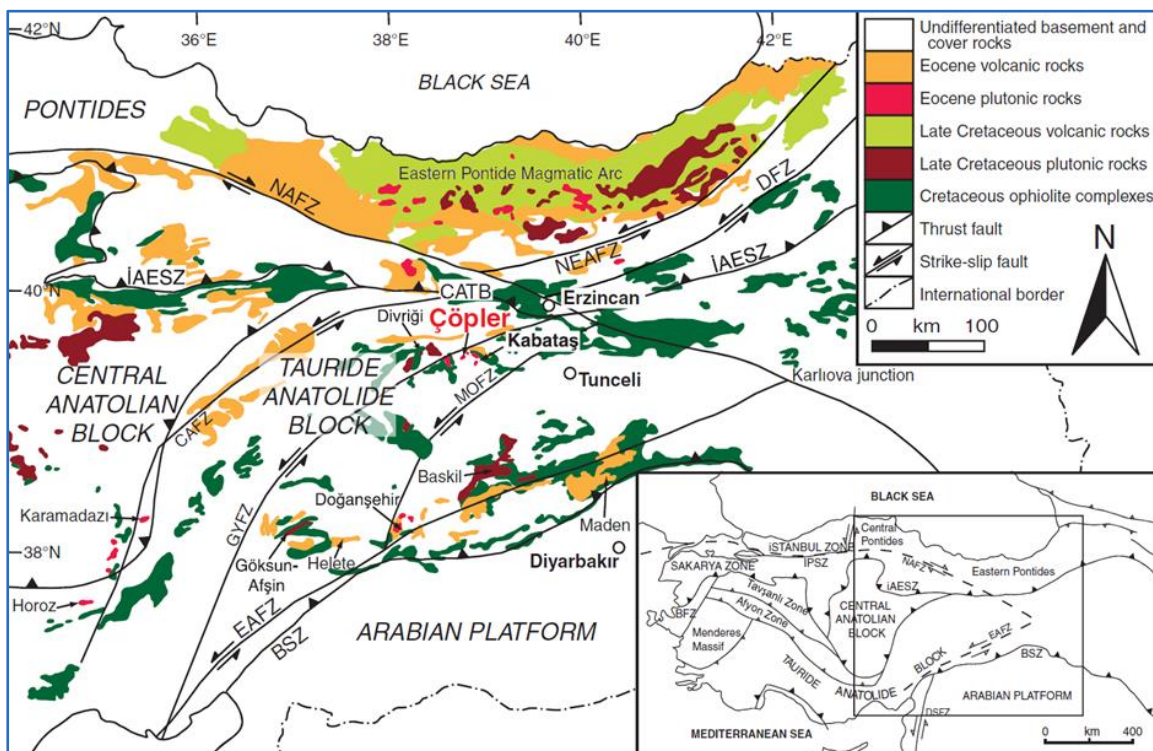 42°N
36°E
38°E
40°E
42°E
BLACK SEA
PONTIDES
Eastern Pontide Magmatic Arc
NAFZ
DFZ
NEAFZ
İAESZ
İAESZ
40°N
CATB
Erzincan
Divriği
Çöpler
Kabataş
CENTRAL
ANATOLIAN
BLOCK
TAURIDE
ANATOLIDE
BLOCK
MOFZ
Tunceli
Karlıova junction
CAFZ
Baskil
Karamadazı
GYFZ
Doğanşehir
38°N
Göksun-
Afşin
Helete
Maden
Diyarbakır
Horoz
EAFZ
BSZ
ARABIAN PLATFORM
Undifferentiated basement and
cover rocks
Eocene volcanic rocks
Eocene plutonic rocks
Late Cretaceous volcanic rocks
Late Cretaceous plutonic rocks
Cretaceous ophiolite complexes
Thrust fault
Strike-slip fault
International border
0 km 100
N
BLACK SEA
Central
Pontides
İSTANBUL ZONE
SAKARYA ZONE
IPSZ
NAFZ
Eastern Pontides
iAESZ
Tavşanlı Zone
Afyon Zone
CENTRAL
ANATOLIAN
BLOCK
BFZ
Menderes
Massif
EAFZ
TAURIDE
ANATOLIDE
BLOCK
BSZ
ARABIAN PLATFORM
DSFZ
MEDITERRANEAN SEA
0 km 400